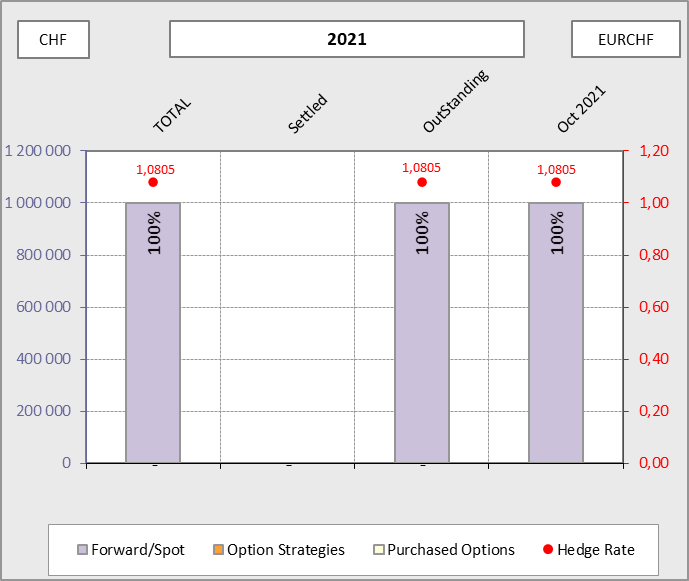 CHF 2021 EURCHF
TOTAL Settled OutStanding Oct 2021
1 200 000 1,20
1,0805 1,0805 1,0805
1 000 000 1,00
100% 100% 100%
800 000 0,80
600 000 0,60
400 000 0,40
200 000 0,20
0 0,00
- - -
Forward/Spot Option Strategies Purchased Options Hedge Rate